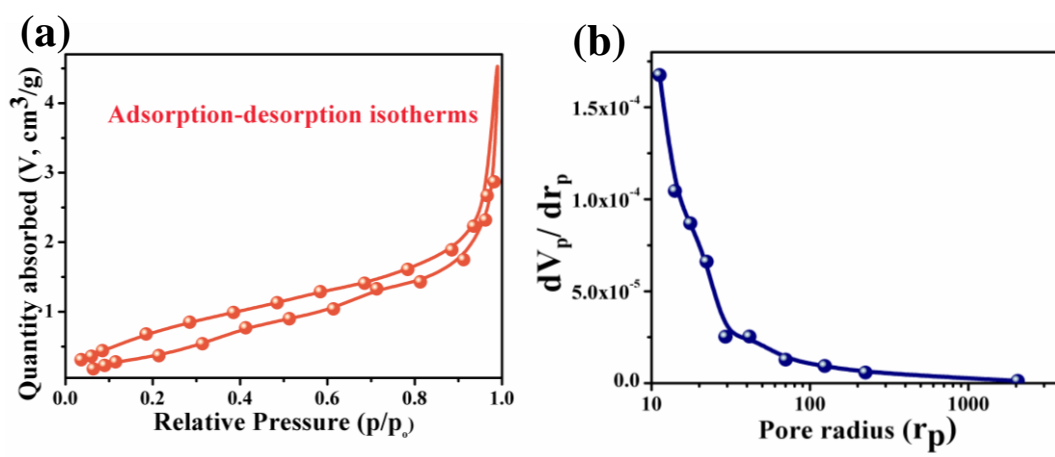 (a)
Quantity absorbed (V, cm³/g)
4
3
2
1
Adsorption-desorption isotherms
0.0 0.2 0.4 0.6 0.8 1.0
Relative Pressure (p/pₒ)
(b)
dVₚ/ drₚ
1.5x10⁻⁴
1.0x10⁻⁴
5.0x10⁻⁵
0.0
10 100 1000
Pore radius (rₚ)